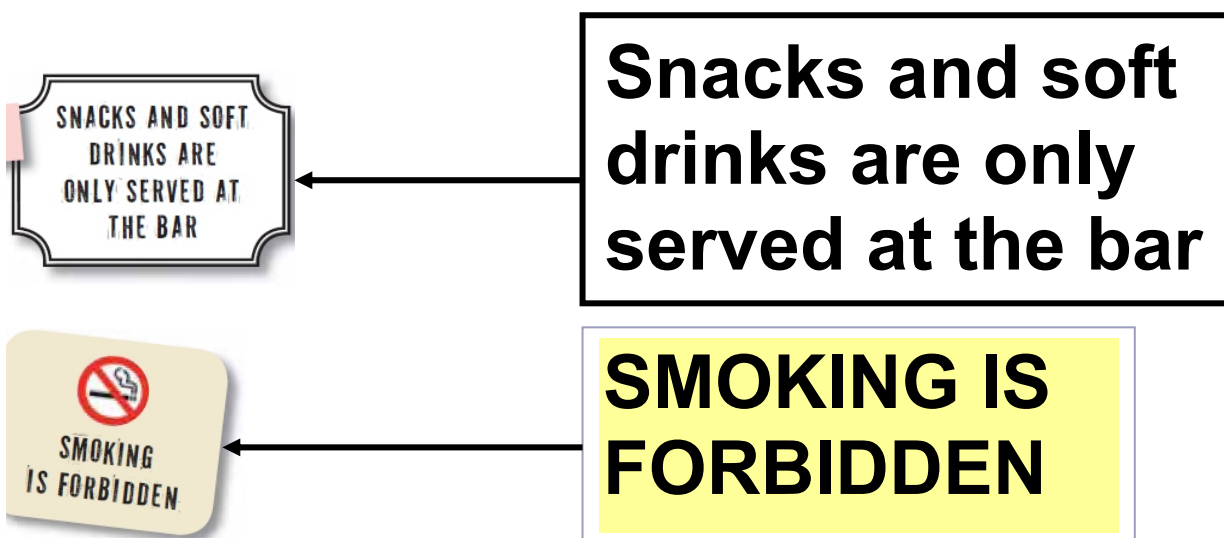 SNACKS AND SOFT
DRINKS ARE
ONLY SERVED AT
THE BAR
Snacks and soft
drinks are only
served at the bar
SMOKING
IS FORBIDDEN
SMOKING IS
FORBIDDEN